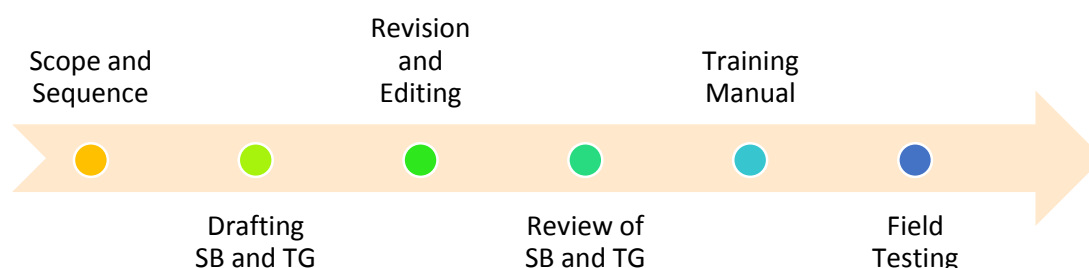 Scope and
Sequence
Drafting
SB and TG
Revision
and
Editing
Review of
SB and TG
Training
Manual
Field
Testing